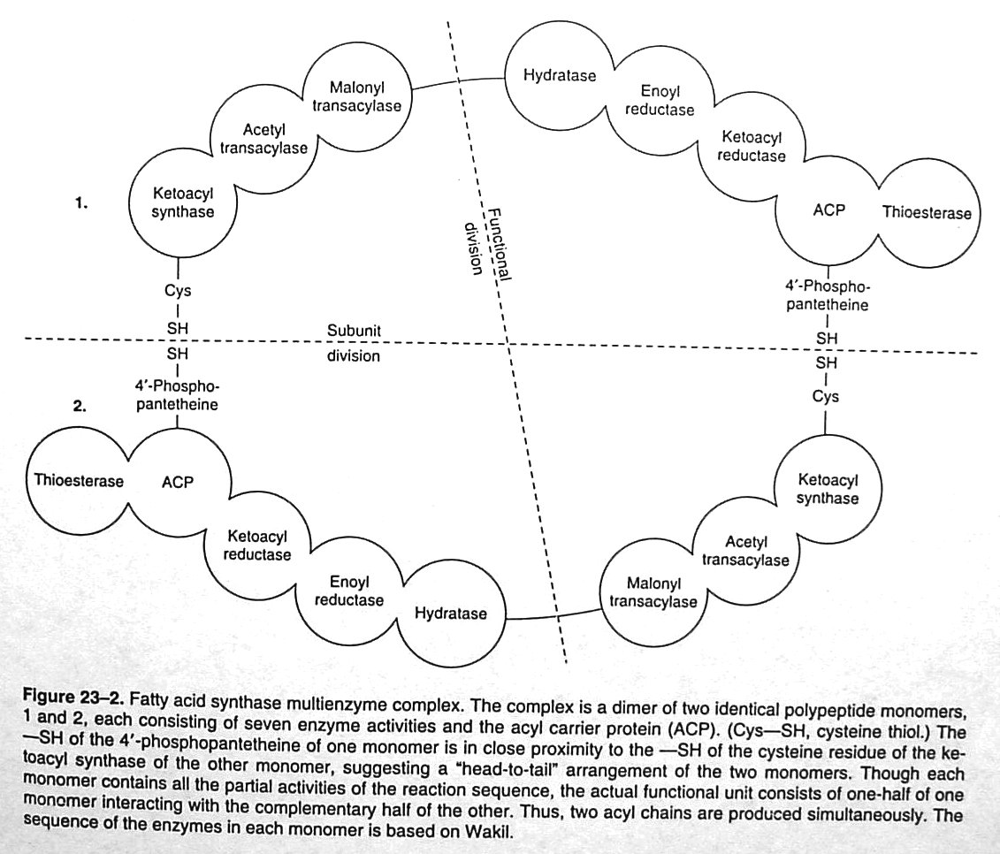 Malonyl
transacylase
Acetyl
transacylase
Ketoacyl
synthase
1.
Cys
SH
Hydratase
Enoyl
reductase
Ketoacyl
reductase
ACP
Thioesterase
4′-Phospho-
pantetheine
SH
Functional
division
Subunit
division
SH
4′-Phospho-
pantetheine
2.
Thioesterase
ACP
Ketoacyl
reductase
Enoyl
reductase
Hydratase
SH
Cys
Ketoacyl
synthase
Acetyl
transacylase
Malonyl
transacylase
Figure 23–2. Fatty acid synthase multienzyme complex. The complex is a dimer of two identical polypeptide monomers,
1 and 2, each consisting of seven enzyme activities and the acyl carrier protein (ACP). (Cys—SH, cysteine thiol.) The
—SH of the 4′-phosphopantetheine of one monomer is in close proximity to the —SH of the cysteine residue of the ke-
toacyl synthase of the other monomer, suggesting a “head-to-tail” arrangement of the two monomers. Though each
monomer contains all the partial activities of the reaction sequence, the actual functional unit consists of one-half of one
monomer interacting with the complementary half of the other. Thus, two acyl chains are produced simultaneously. The
sequence of the enzymes in each monomer is based on Wakil.